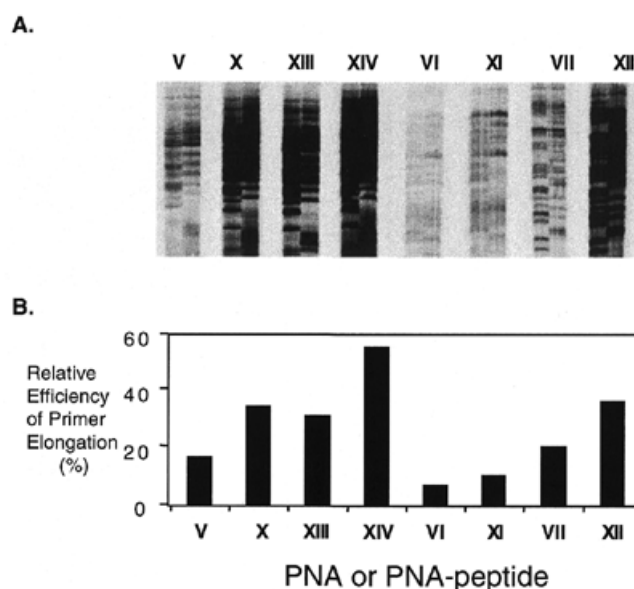 A.
V X XIII XIV VI XI VII XII
B.
Relative
Efficiency
of Primer
Elongation
(%)
60
40
20
0
V X XIII XIV VI XI VII XII
PNA or PNA-peptide